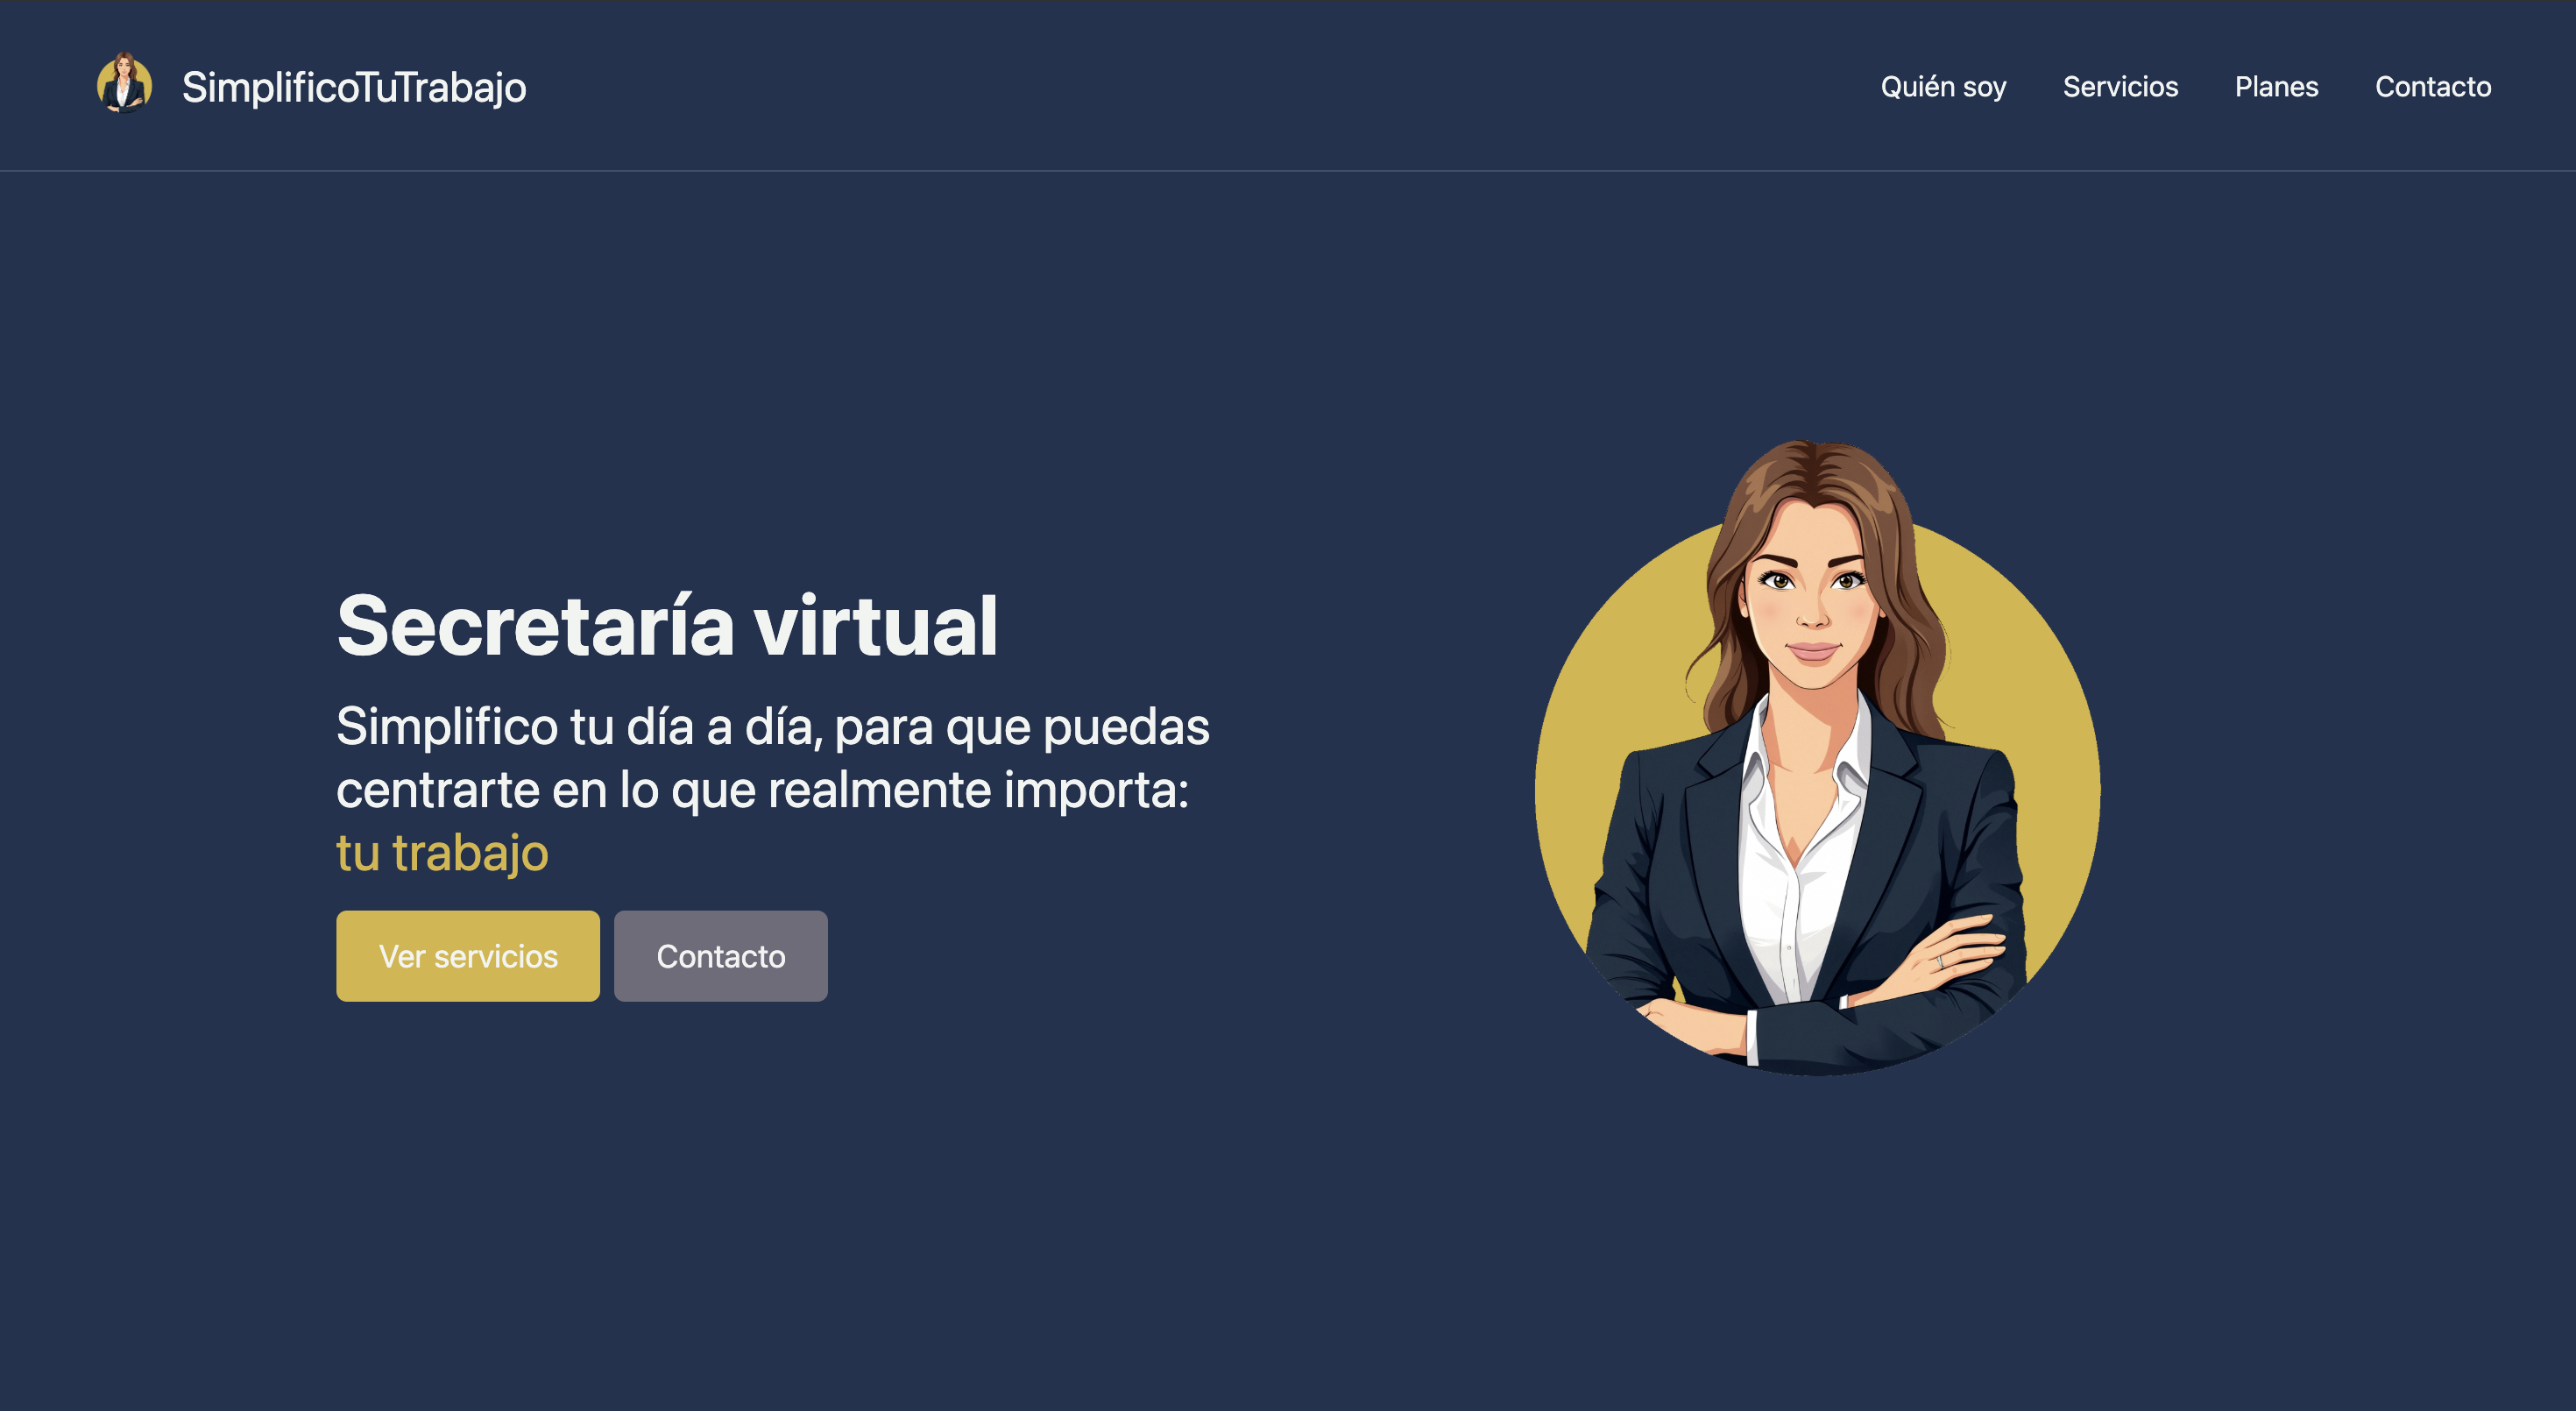 SimplificoTuTrabajo
Quién soy
Servicios
Planes
Contacto
Secretaría virtual
Simplifico tu día a día, para que puedas
centrarte en lo que realmente importa:
tu trabajo
Ver servicios
Contacto